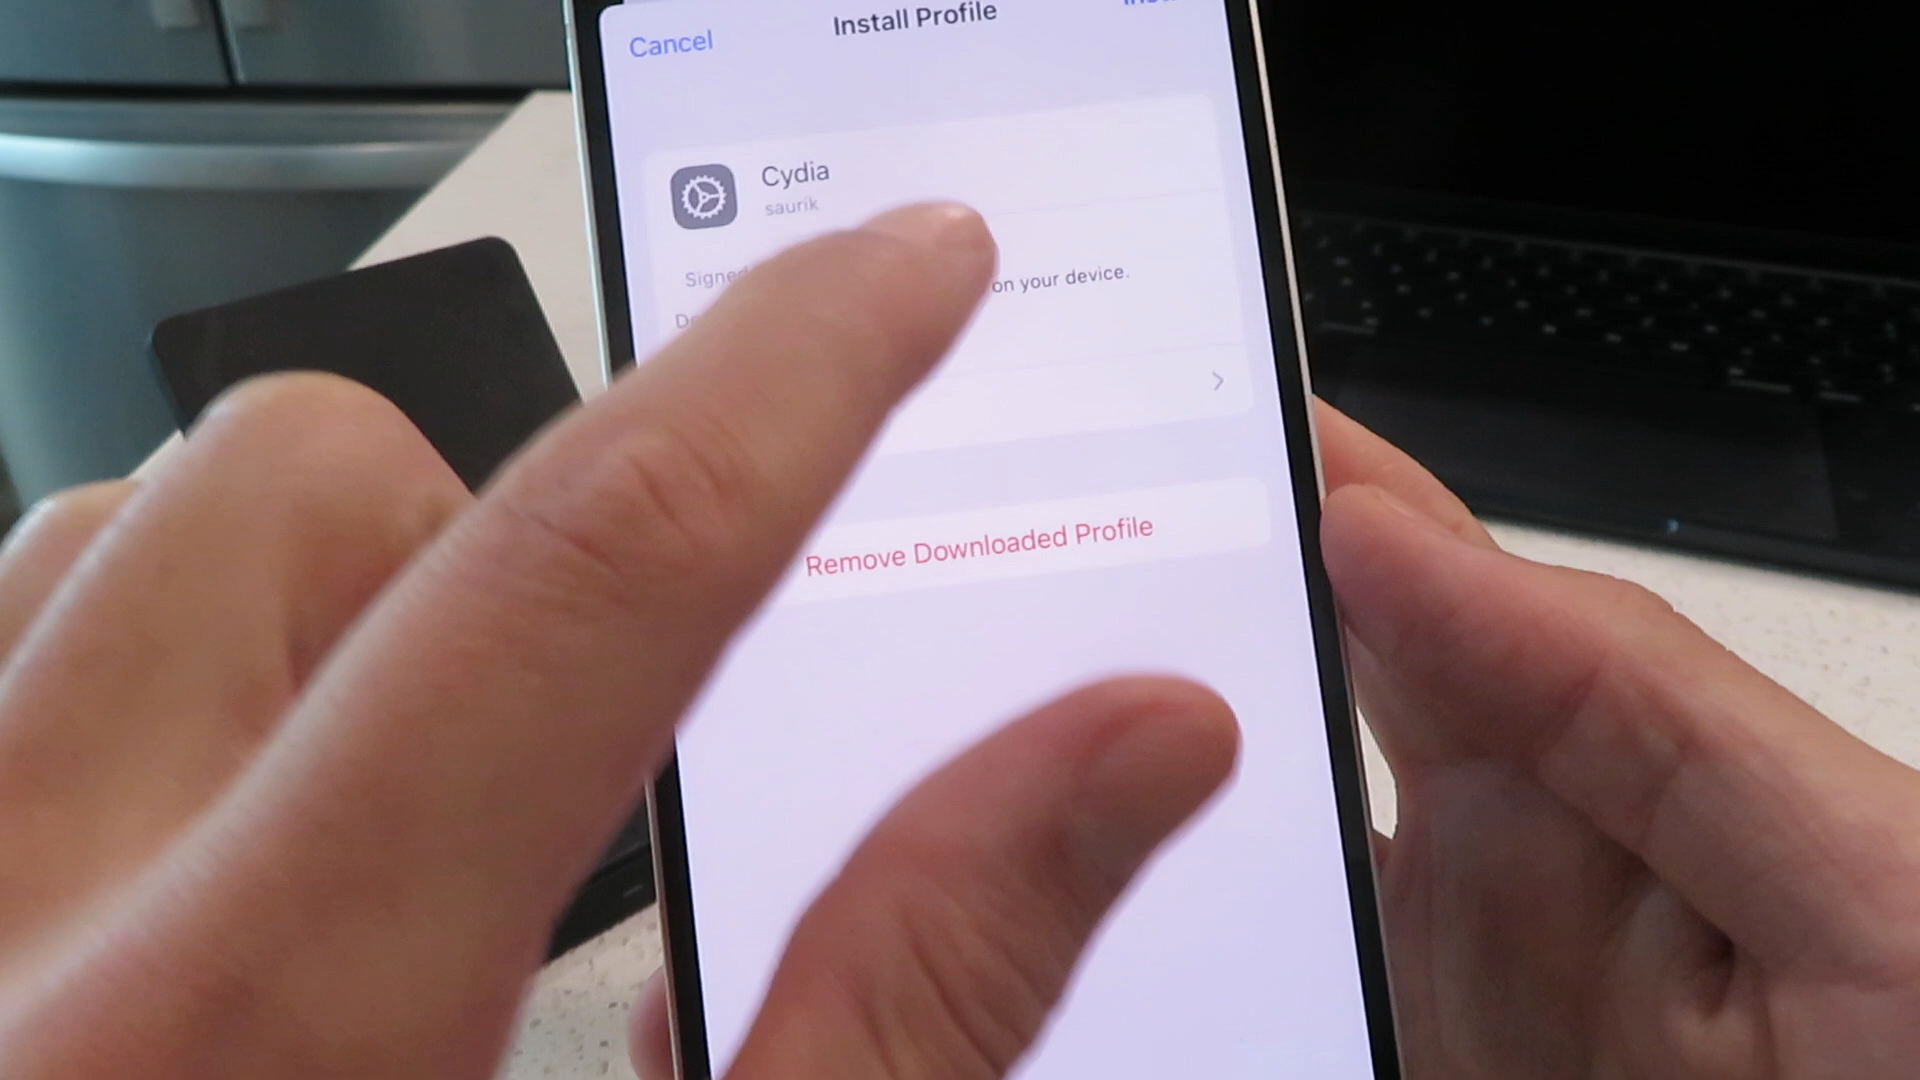 Install Profile
Cancel
Cydia
saurik
Signed
on your device.
Remove Downloaded Profile